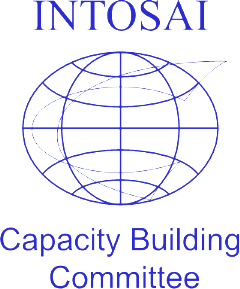 INTOSAI
Capacity Building
Committee